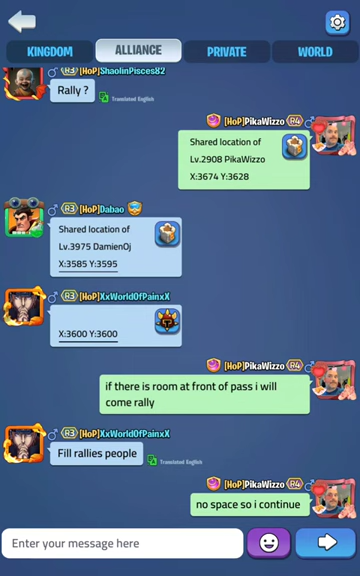 KINGDOM
ALLIANCE
PRIVATE
WORLD
R3 [HoP]ShaolinPisces82
Rally ?
Translated English
[HoP]PikaWizzo R4
Shared location of
Lv.2908 PikaWizzo
X:3674 Y:3628
R3 [HoP]Dabao
Shared location of
Lv.3975 DamienOj
X:3585 Y:3595
R3 [HoP]XxWorldOfPainxX
X:3600 Y:3600
[HoP]PikaWizzo R4
if there is room at front of pass i will
come rally
R3 [HoP]XxWorldOfPainxX
Fill rallies people
Translated English
[HoP]PikaWizzo R4
no space so i continue
Enter your message here